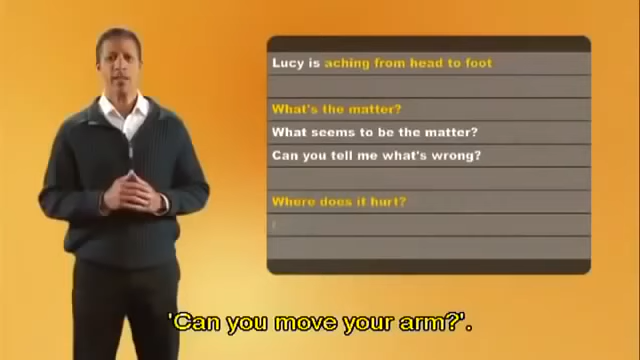 Lucy is aching from head to foot
What's the matter?
What seems to be the matter?
Can you tell me what's wrong?
Where does it hurt?
'Can you move your arm?'.